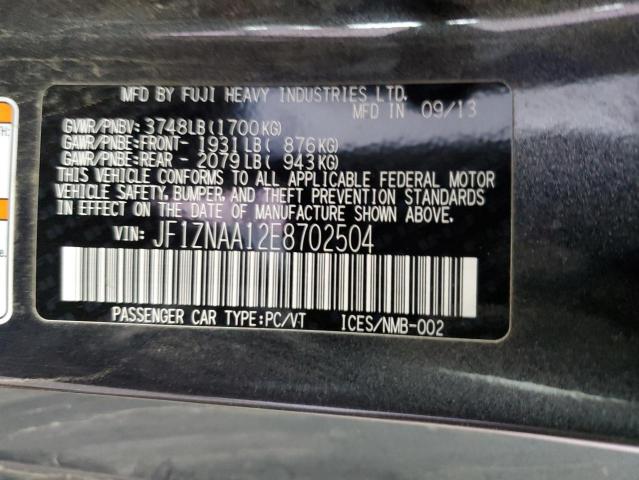 MFD BY FUJI HEAVY INDUSTRIES LTD.
MFD IN 09/13
GVWR/PNBV: 3748LB(1700KG)
GAWR/PNBE:FRONT- 1931LB( 876KG)
GAWR/PNBE:REAR - 2079LB( 943KG)
THIS VEHICLE CONFORMS TO ALL APPLICABLE FEDERAL MOTOR
VEHICLE SAFETY, BUMPER, AND THEFT PREVENTION STANDARDS
IN EFFECT ON THE DATE OF MANUFACTURE SHOWN ABOVE.
VIN: JF1ZNAA12E8702504
PASSENGER CAR TYPE:PC/VT ICES/NMB-002